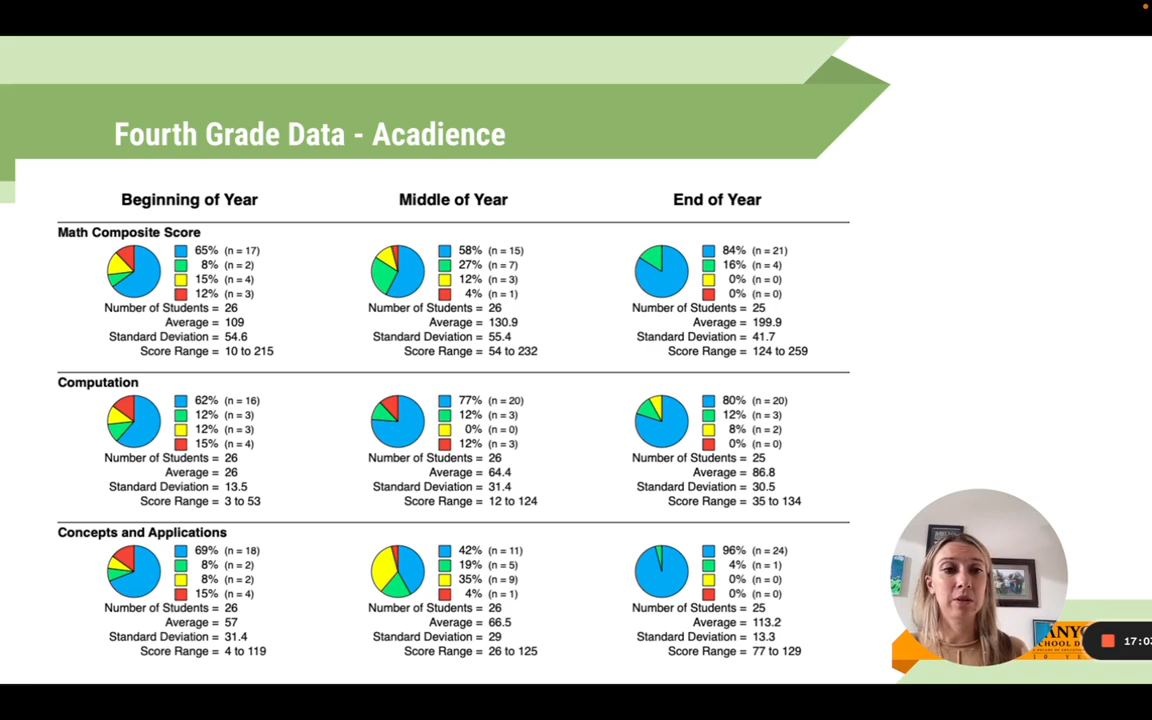 Fourth Grade Data - Acadience
Beginning of Year Middle of Year End of Year
Math Composite Score
65% (n = 17) 58% (n = 15) 84% (n = 21)
8% (n = 2) 27% (n = 7) 16% (n = 4)
15% (n = 4) 12% (n = 3) 0% (n = 0)
12% (n = 3) 4% (n = 1) 0% (n = 0)
Number of Students = 26 Number of Students = 26 Number of Students = 25
Average = 109 Average = 130.9 Average = 199.9
Standard Deviation = 54.6 Standard Deviation = 55.4 Standard Deviation = 41.7
Score Range = 10 to 215 Score Range = 54 to 232 Score Range = 124 to 259
Computation
62% (n = 16) 77% (n = 20) 80% (n = 20)
12% (n = 3) 12% (n = 3) 12% (n = 3)
12% (n = 3) 0% (n = 0) 8% (n = 2)
15% (n = 4) 12% (n = 3) 0% (n = 0)
Number of Students = 26 Number of Students = 26 Number of Students = 25
Average = 26 Average = 64.4 Average = 86.8
Standard Deviation = 13.5 Standard Deviation = 31.4 Standard Deviation = 30.5
Score Range = 3 to 53 Score Range = 12 to 124 Score Range = 35 to 134
Concepts and Applications
69% (n = 18) 42% (n = 11) 96% (n = 24)
8% (n = 2) 19% (n = 5) 4% (n = 1)
8% (n = 2) 35% (n = 9) 0% (n = 0)
15% (n = 4) 4% (n = 1) 0% (n = 0)
Number of Students = 26 Number of Students = 26 Number of Students = 25
Average = 57 Average = 66.5 Average = 113.2
Standard Deviation = 31.4 Standard Deviation = 29 Standard Deviation = 13.3
Score Range = 4 to 119 Score Range = 26 to 125 Score Range = 77 to 129